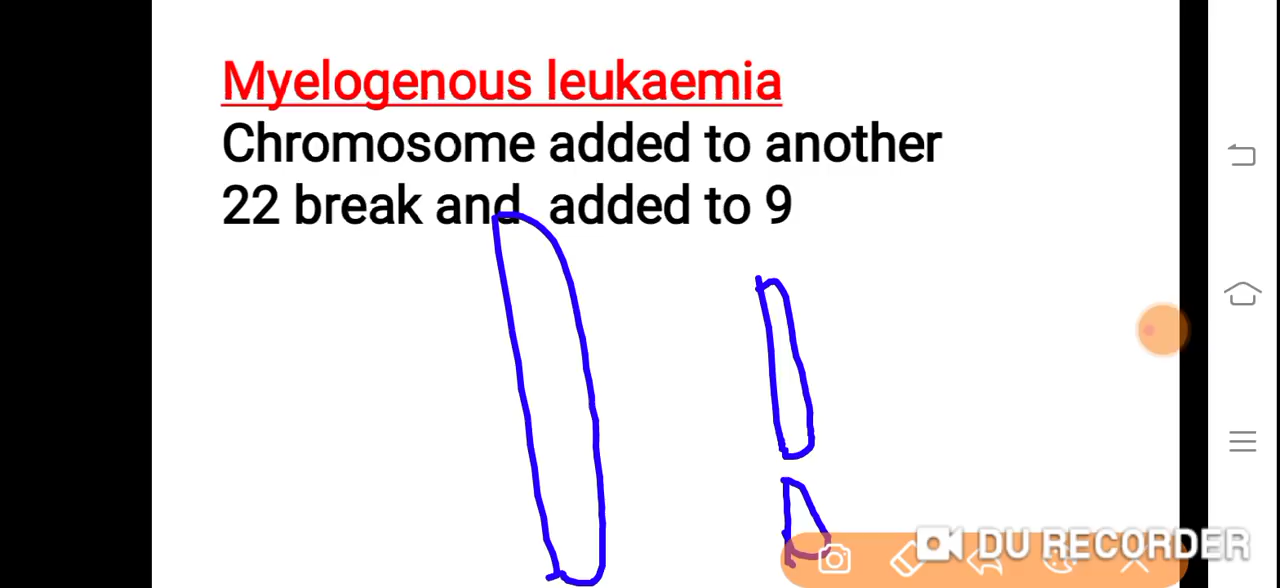 Myelogenous leukaemia
Chromosome added to another
22 break and added to 9
DU RECORDER